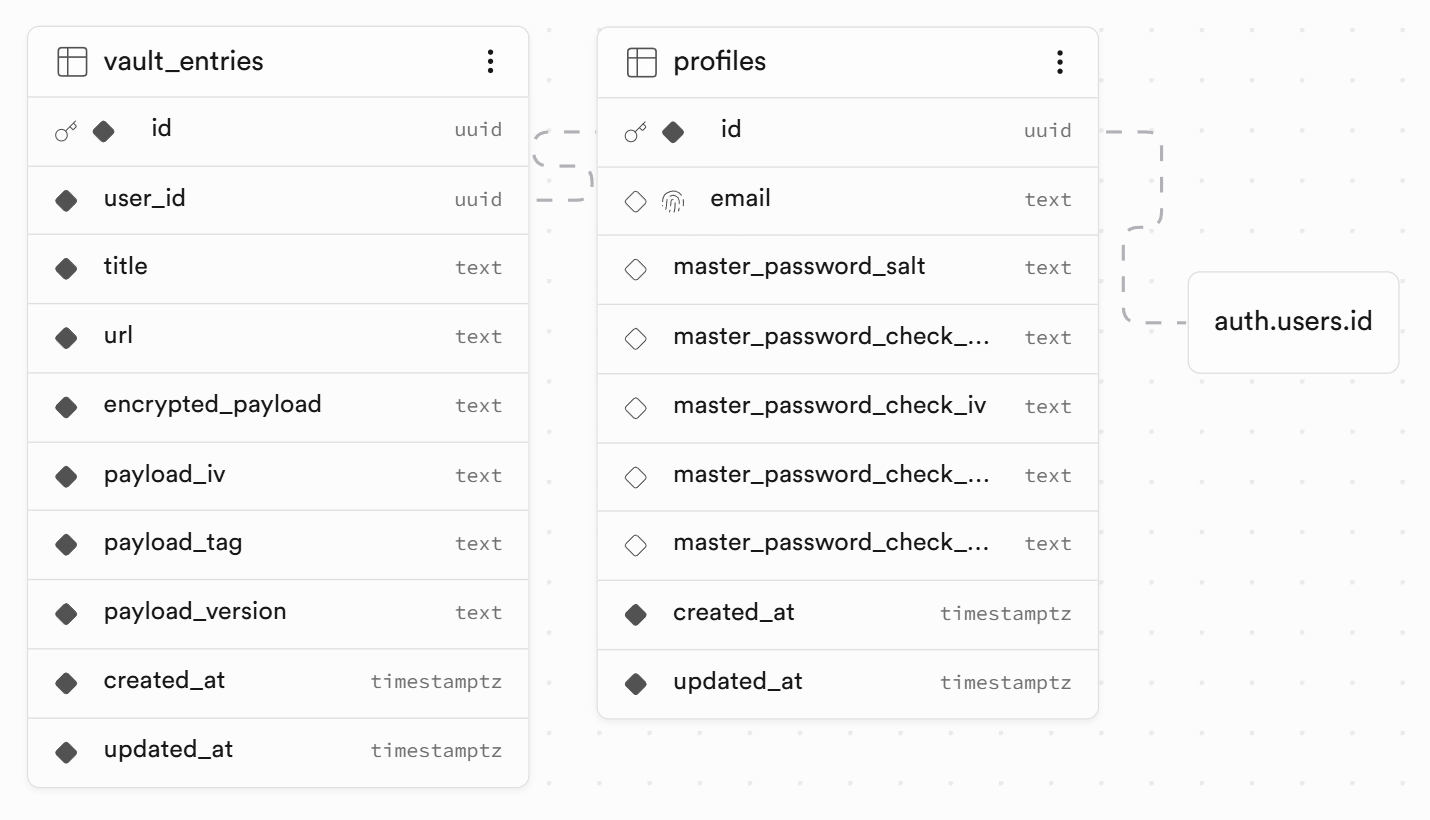 vault_entries
id uuid
user_id uuid
title text
url text
encrypted_payload text
payload_iv text
payload_tag text
payload_version text
created_at timestamptz
updated_at timestamptz
profiles
id uuid
email text
master_password_salt text
master_password_check_... text
master_password_check_iv text
master_password_check_... text
master_password_check_... text
created_at timestamptz
updated_at timestamptz
auth.users.id